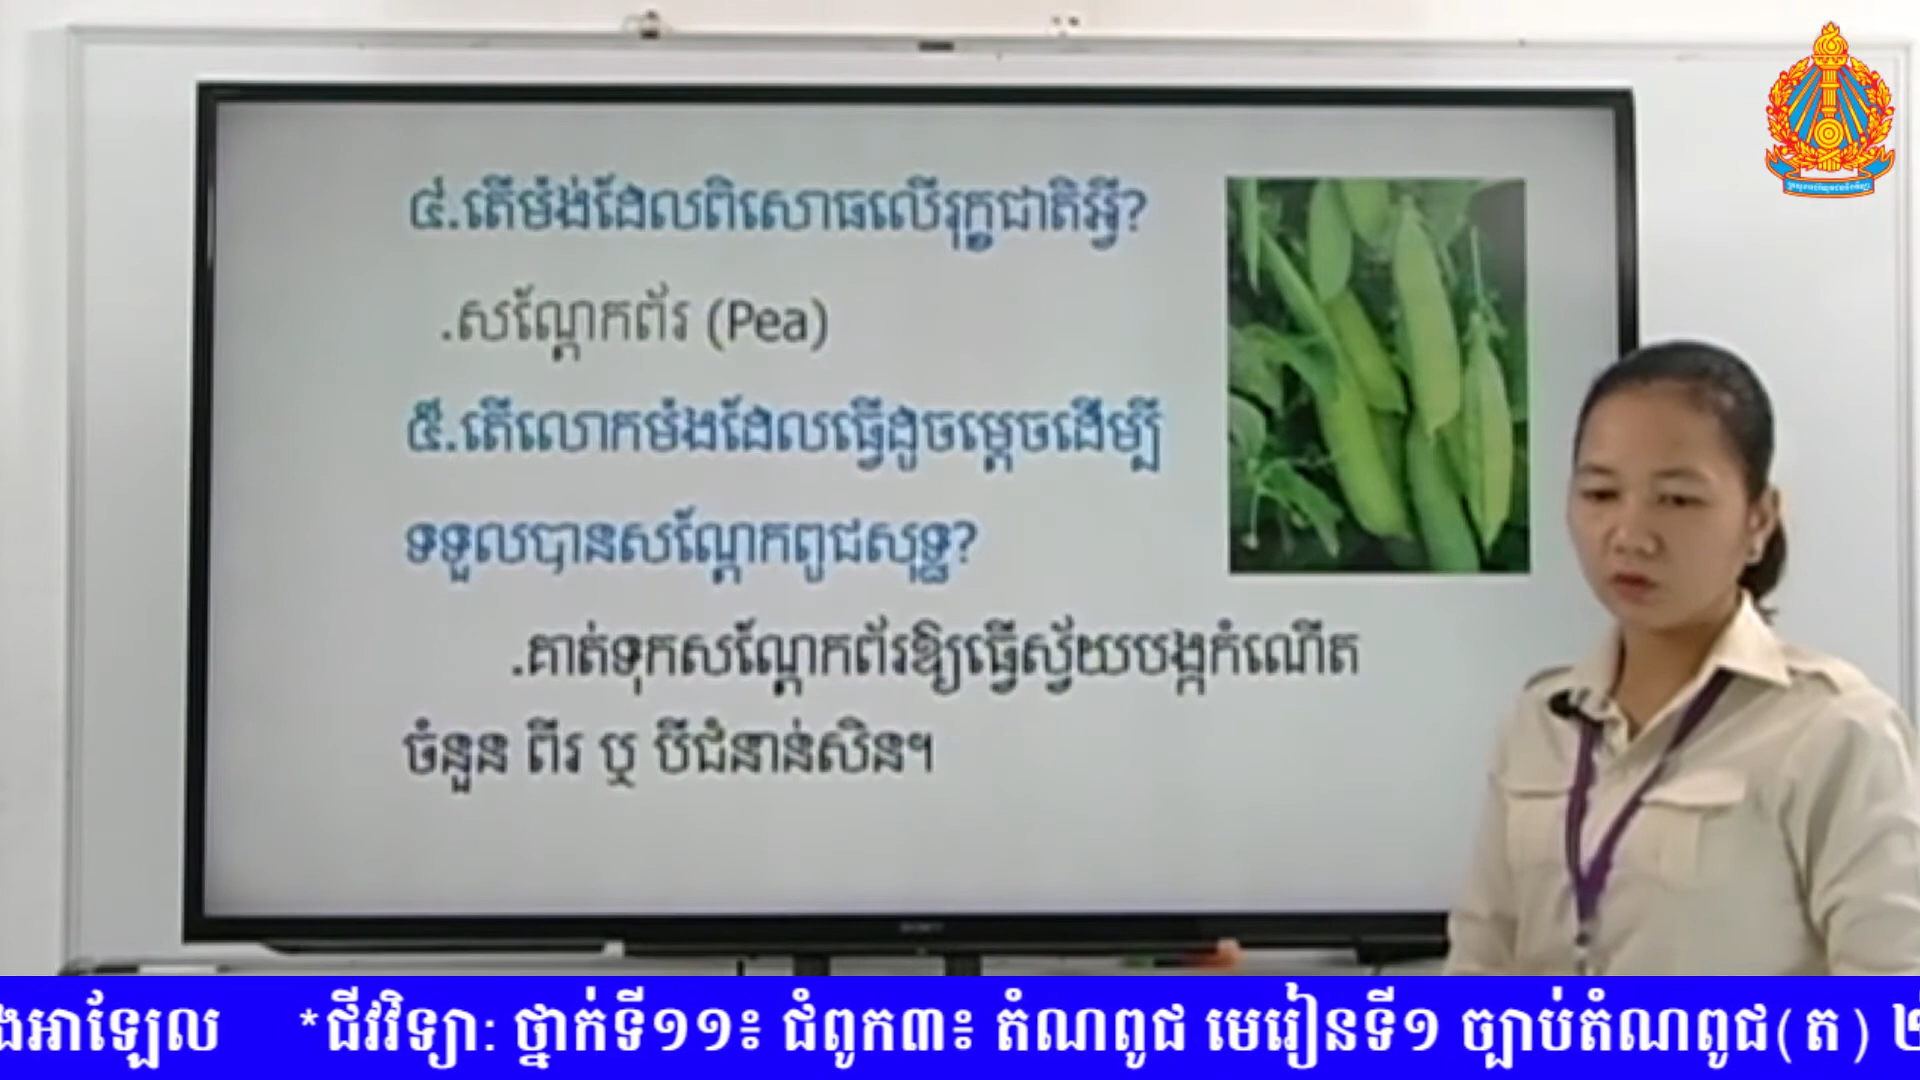 ៤.តើម៉ង់ដែលពិសោធលើរុក្ខជាតិអ្វី?
.សណ្ដែកព័រ (Pea)
៥.តើលោកម៉ងដែលធ្វើដូចម្ដេចដើម្បី
ទទួលបានសណ្ដែកពូជសុទ្ធ?
.គាត់ទុកសណ្ដែកព័រឱ្យធ្វើស្វ័យបង្កកំណើត
ចំនួន ពីរ ឬ បីជំនាន់សិន។
ងអាឡែល *ជីវវិទ្យា: ថ្នាក់ទី១១៖ ជំពូក៣៖ តំណពូជ មេរៀនទី១ ច្បាប់តំណពូជ(ត)